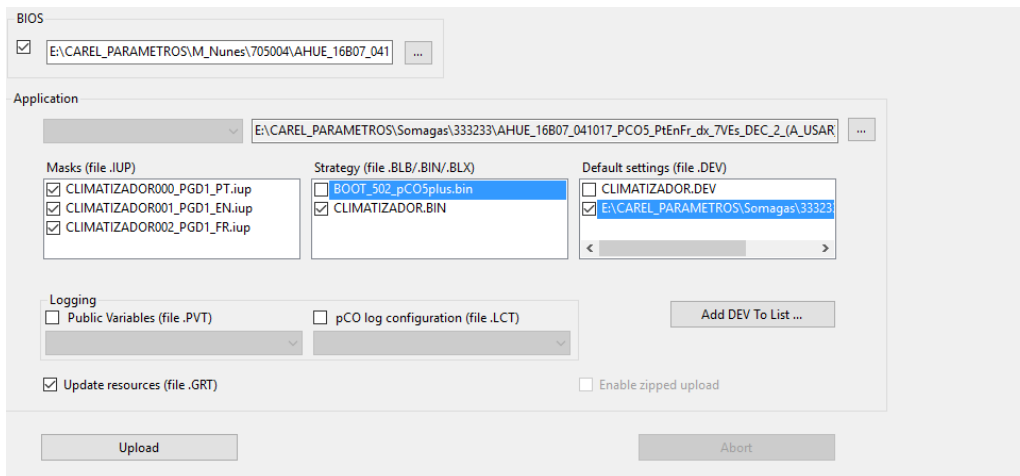 BIOS
E:\CAREL_PARAMETROS\M_Nunes\705004\AHUE_16B07_041
...
Application
E:\CAREL_PARAMETROS\Somagas\333233\AHUE_16B07_041017_PCO5_PtEnFr_dx_7VEs_DEC_2_(A_USAR
...
Masks (file .IUP)
Strategy (file .BLB/.BIN/.BLX)
Default settings (file .DEV)
CLIMATIZADOR000_PGD1_PT.iup
CLIMATIZADOR001_PGD1_EN.iup
CLIMATIZADOR002_PGD1_FR.iup
BOOT_502_pCO5plus.bin
CLIMATIZADOR.BIN
CLIMATIZADOR.DEV
E:\CAREL_PARAMETROS\Somagas\33323
Logging
Public Variables (file .PVT)
pCO log configuration (file .LCT)
Add DEV To List ...
Update resources (file .GRT)
Enable zipped upload
Upload
Abort